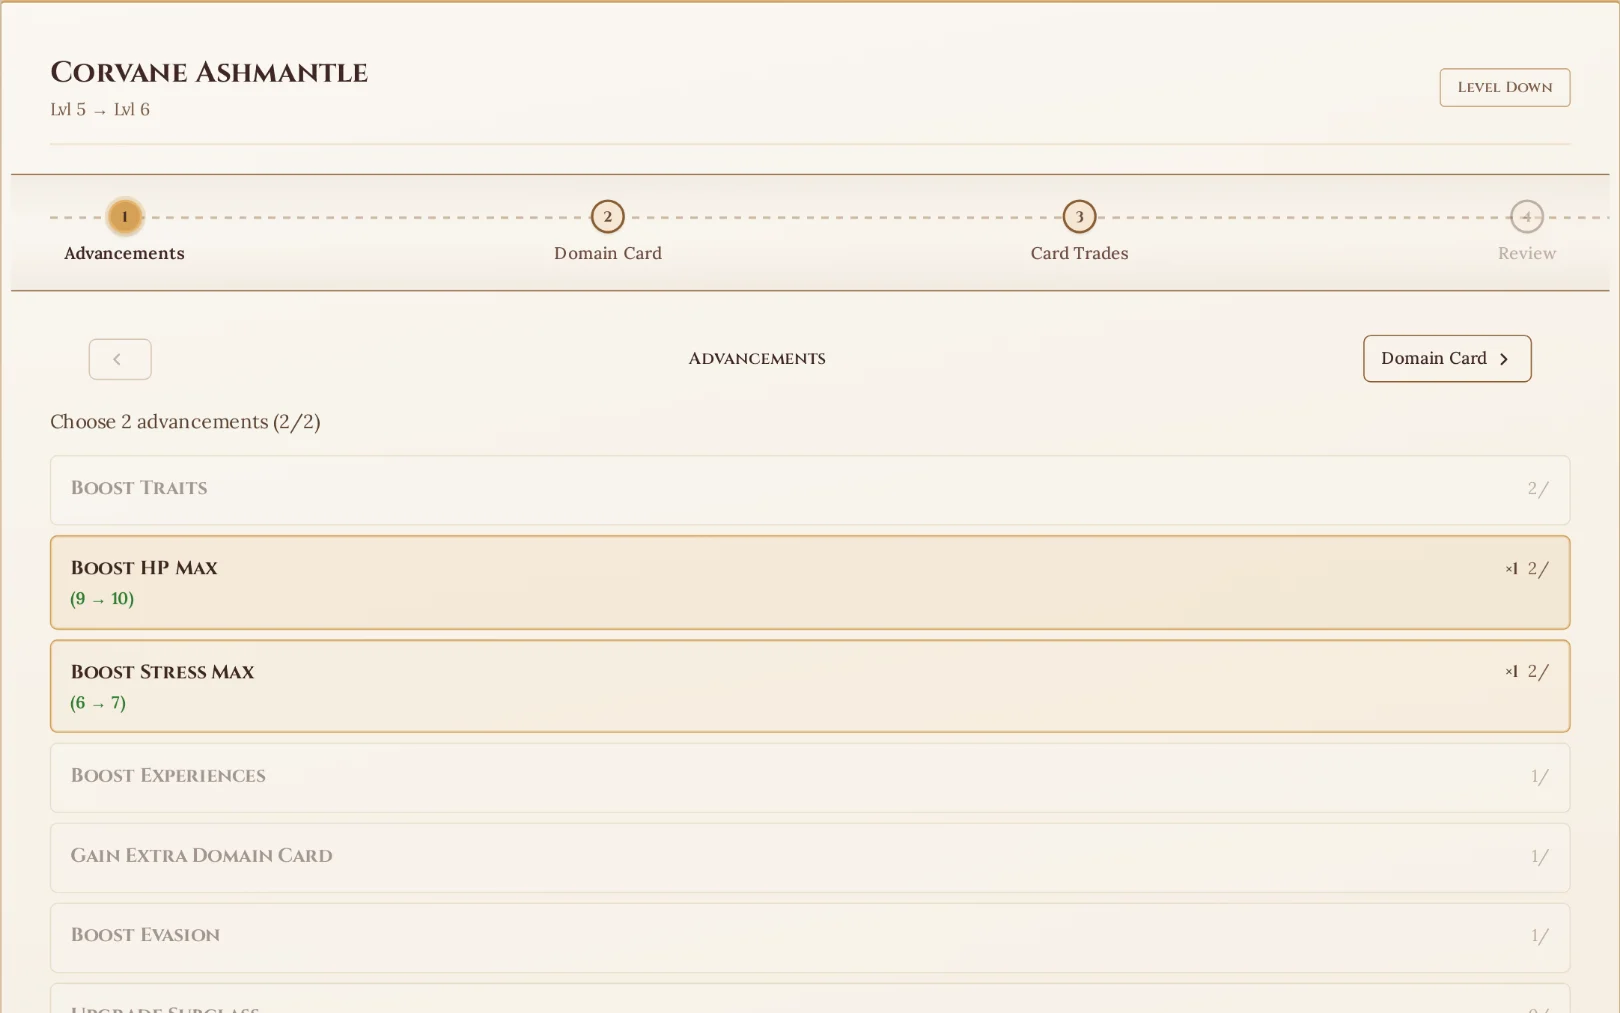 Corvane Ashmantle
Lvl 5 → Lvl 6
Level Down
1
2
3
4
Advancements
Domain Card
Card Trades
Review
Advancements
Domain Card
Choose 2 advancements (2/2)
Boost Traits 2/
Boost HP Max ×1 2/
(9 → 10)
Boost Stress Max ×1 2/
(6 → 7)
Boost Experiences 1/
Gain Extra Domain Card 1/
Boost Evasion 1/
Upgrade Subclass